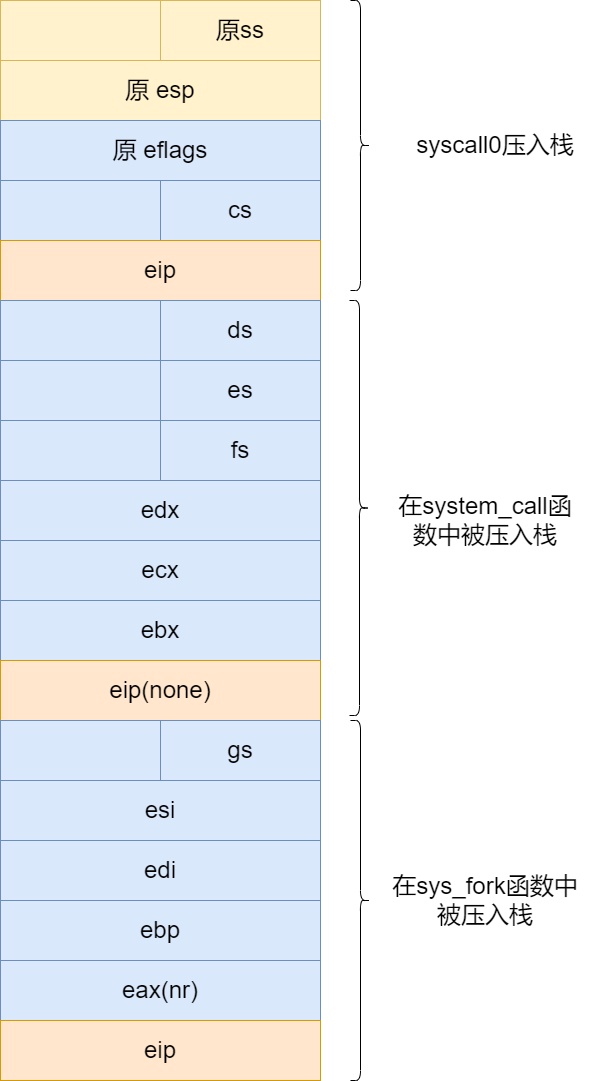 原ss
原 esp
原 eflags
cs
eip
syscall0压入栈
ds
es
fs
edx
ecx
ebx
eip(none)
在system_call函
数中被压入栈
gs
esi
edi
ebp
eax(nr)
eip
在sys_fork函数中
被压入栈